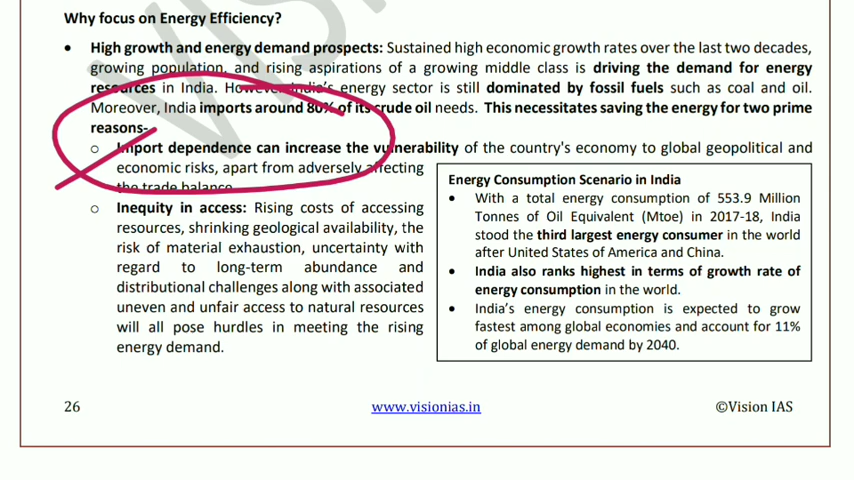 Why focus on Energy Efficiency?
• High growth and energy demand prospects: Sustained high economic growth rates over the last two decades,
growing population, and rising aspirations of a growing middle class is driving the demand for energy
resources in India. However, India's energy sector is still dominated by fossil fuels such as coal and oil.
Moreover, India imports around 80% of its crude oil needs. This necessitates saving the energy for two prime
reasons-
o Import dependence can increase the vulnerability of the country's economy to global geopolitical and
economic risks, apart from adversely affecting
the trade balance.
o Inequity in access: Rising costs of accessing
resources, shrinking geological availability, the
risk of material exhaustion, uncertainty with
regard to long-term abundance and
distributional challenges along with associated
uneven and unfair access to natural resources
will all pose hurdles in meeting the rising
energy demand.
Energy Consumption Scenario in India
• With a total energy consumption of 553.9 Million
Tonnes of Oil Equivalent (Mtoe) in 2017-18, India
stood the third largest energy consumer in the world
after United States of America and China.
• India also ranks highest in terms of growth rate of
energy consumption in the world.
• India's energy consumption is expected to grow
fastest among global economies and account for 11%
of global energy demand by 2040.
26 www.visionias.in ©Vision IAS